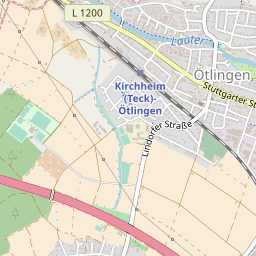 L 1200
Lauter
Ötlingen
Kirchheim
(Teck)-
Ötlingen
Stuttgarter St
Lindorfer Straße